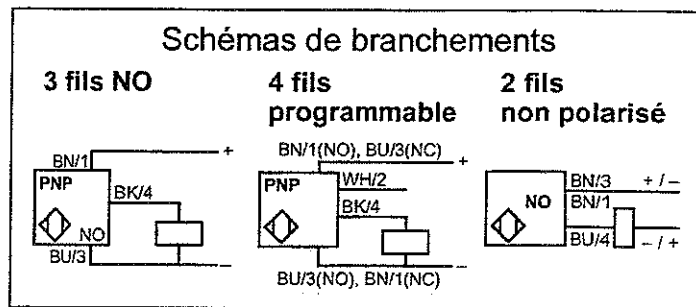 Schémas de branchements
3 fils NO
4 fils
programmable
2 fils
non polarisé
BN/1
+
PNP
BK/4
NO
BU/3
–
BN/1(NO), BU/3(NC)
+
PNP
WH/2
BK/4
–
BU/3(NO), BN/1(NC)
NO
BN/3
+ / –
BN/1
BU/4
– / +